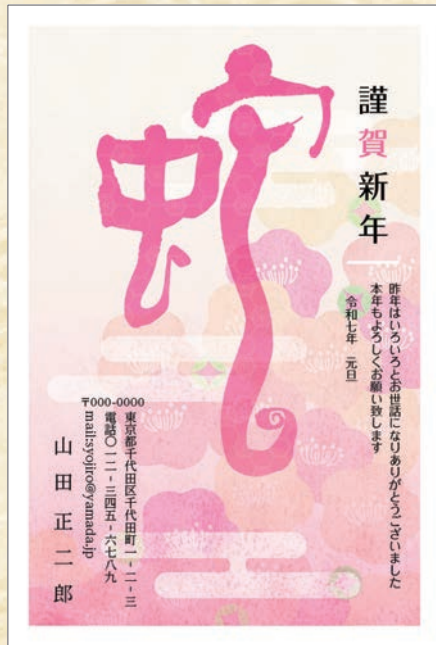 謹賀新年
昨年はいろいろとお世話になりありがとうございました
本年もよろしくお願い致します
令和七年　元旦
蛇
〒000-0000
東京都千代田区千代田町一-二-三
電話〇一二-三四五-六七八九
mail:syojiro@yamada.jp
山田正二郎